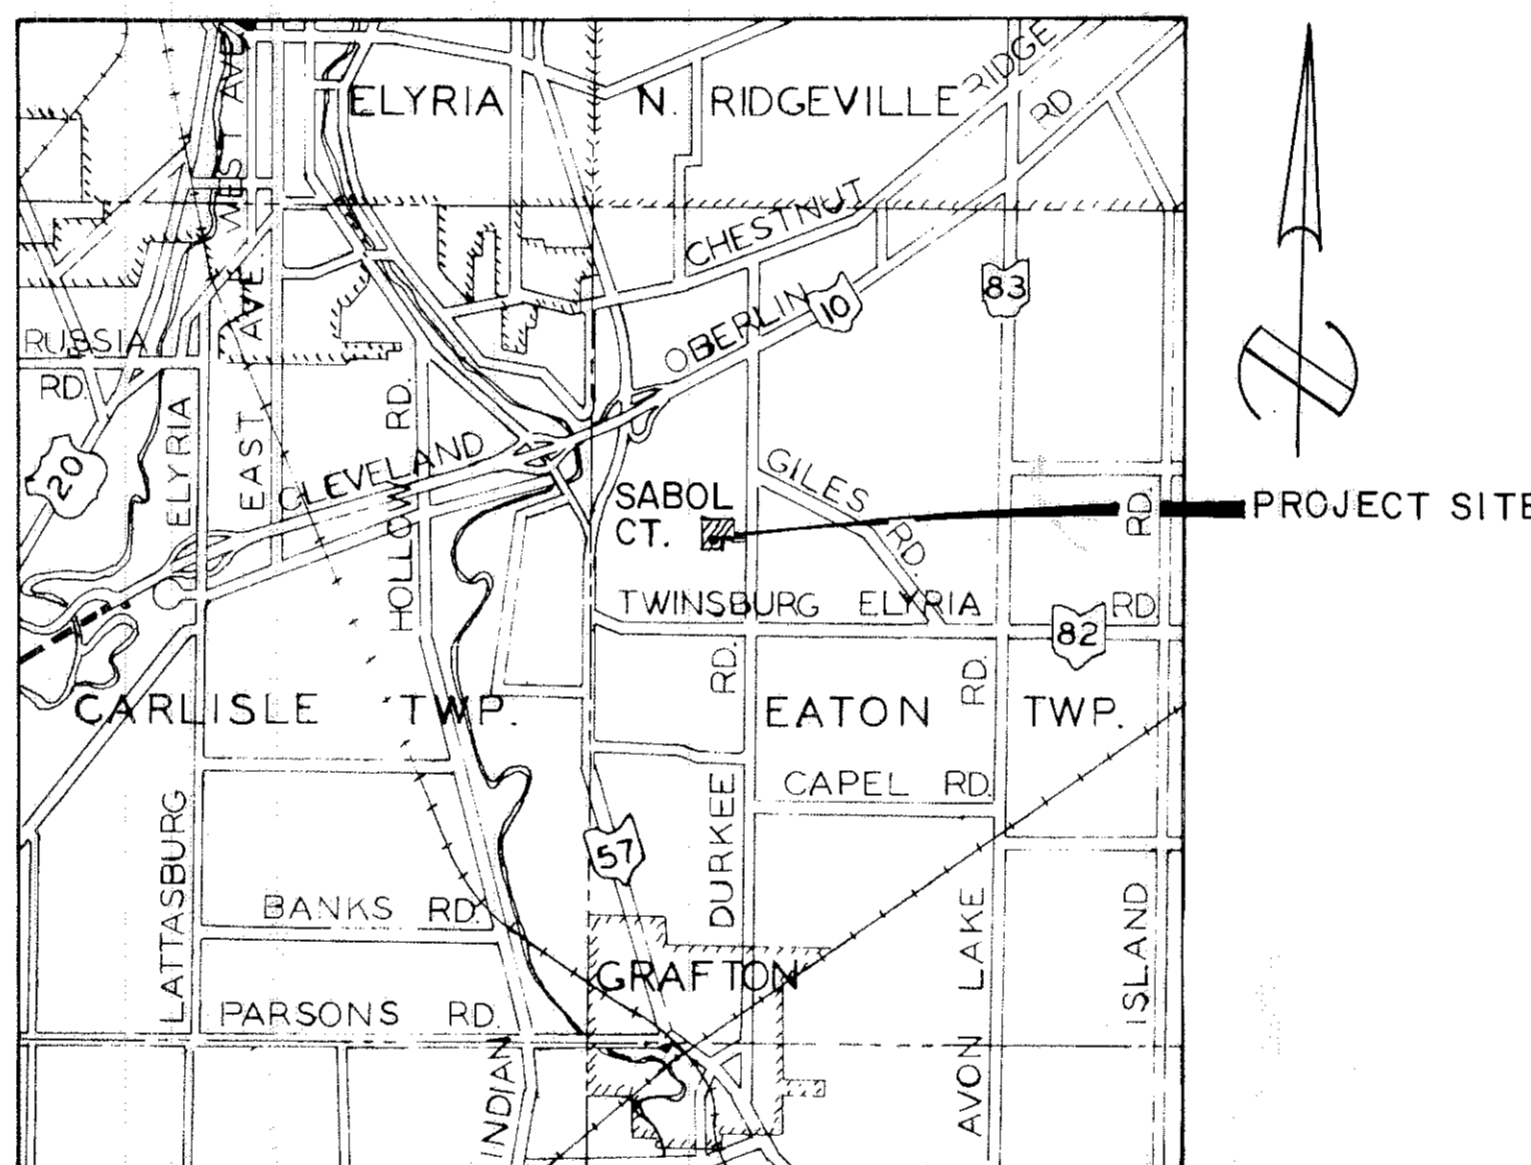 ELYRIA
N. RIDGEVILLE
RIDGE
RD
WEST AVE
CHESTNUT
83
10
OBERLIN
RUSSIA
RD.
EAST AVE
ELYRIA
20
CLEVELAND
HOLLOW RD.
SABOL
CT.
GILES RD.
RD.
PROJECT SITE
TWINSBURG ELYRIA RD
82
CARLISLE TWP.
EATON TWP.
CAPEL RD.
DURKEE RD.
57
LATTASBURG
BANKS RD.
GRAFTON
PARSONS RD.
INDIAN
AVON LAKE RD.
ISLAND